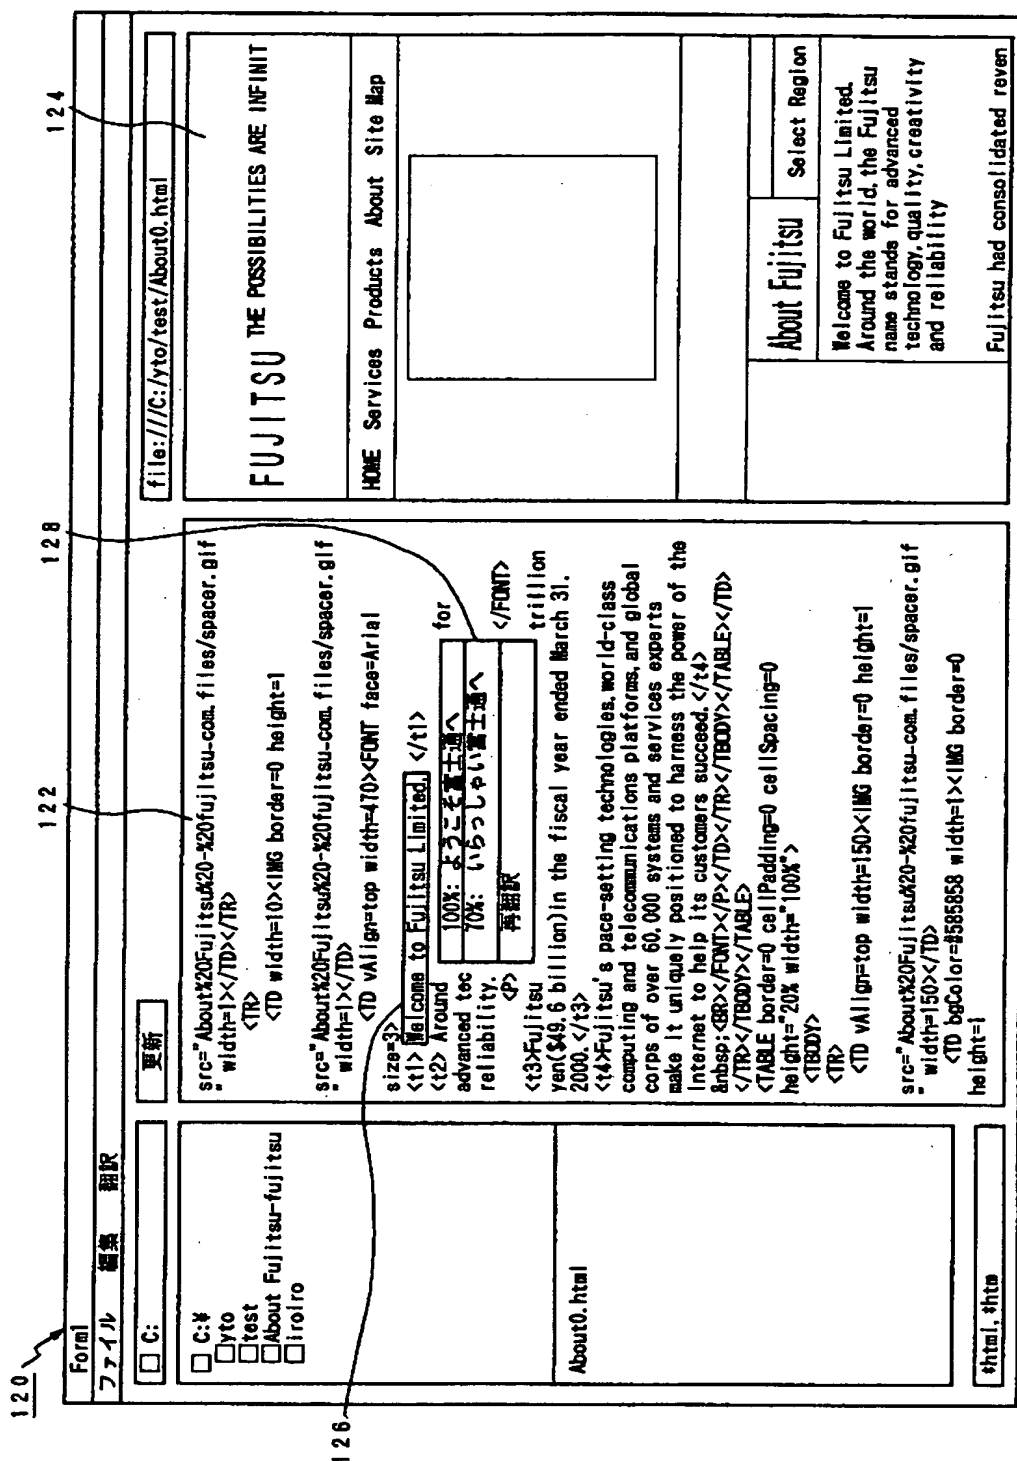 120
Form1
ファイル 編集 翻訳
C:
更新
file:///C:/yto/test/About0.html
C:¥
yto
test
About Fujitsu-fujitsu
iroiro
About0.html
*html,*htm
122
src="About%20Fujitsu%20-%20fujitsu-com.files/spacer.gif
" width=1></TD></TR>
<TR>
<TD width=10><IMG border=0 height=1
src="About%20Fujitsu%20-%20fujitsu-com.files/spacer.gif
" width=1></TD>
<TD vAlign=top width=470><FONT face=Arial
size=3>
<t1> Welcome to Fujitsu Limited. </t1>
<t2> Around for
advanced tec
reliability. </FONT>
<P>
<t3>Fujitsu trillion
yen($49.6 billion)in the fiscal year ended March 31.
2000.</t3>
<t4>Fujitsu's pace-setting technologies,world-class
computing and telecommunications platforms,and global
corps of over 60,000 systems and services experts
make it uniquely positioned to harness the power of the
Internet to help its customers succeed.</t4>
&nbsp;<BR></FONT></P></TD></TR></TBODY></TABLE></TD>
</TR></TBODY></TABLE>
<TABLE border=0 cellPadding=0 cellSpacing=0
height="20% width="100%">
<TBODY>
<TR>
<TD vAlign=top width=150><IMG border=0 height=1
src="About%20Fujitsu%20-%20fujitsu-com.files/spacer.gif
" width=150></TD>
<TD bgColor=#585858 width=1><IMG border=0
height=1
126
128
100%: ようこそ富士通へ
70%: いらっしゃい富士通へ
再翻訳
124
FUJITSU THE POSSIBILITIES ARE INFINIT
HOME Services Products About Site Map
About Fujitsu
Select Region
Welcome to Fujitsu Limited.
Around the world,the Fujitsu
name stands for advanced
technology,quality,creativity
and reliability
Fujitsu had consolidated reven